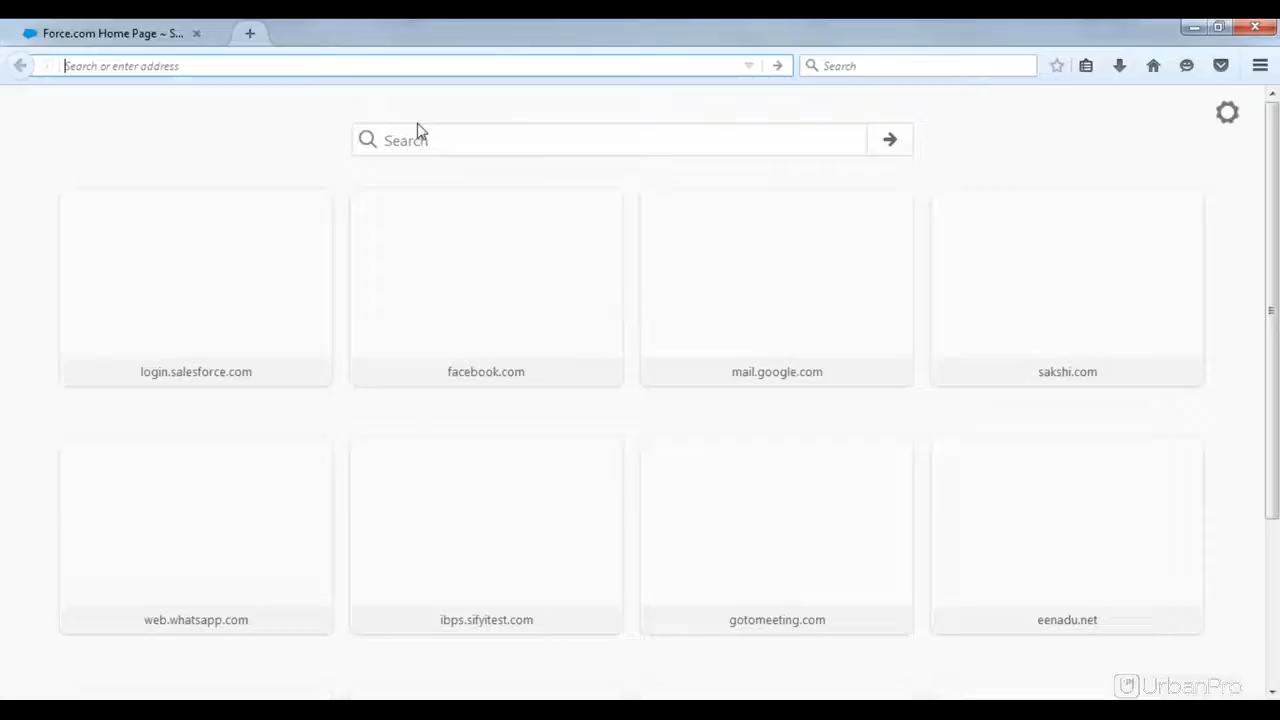 Force.com Home Page ~ S...
Search or enter address
Search
Search
login.salesforce.com
facebook.com
mail.google.com
sakshi.com
web.whatsapp.com
ibps.sifyitest.com
gotomeeting.com
eenadu.net
UrbanPro